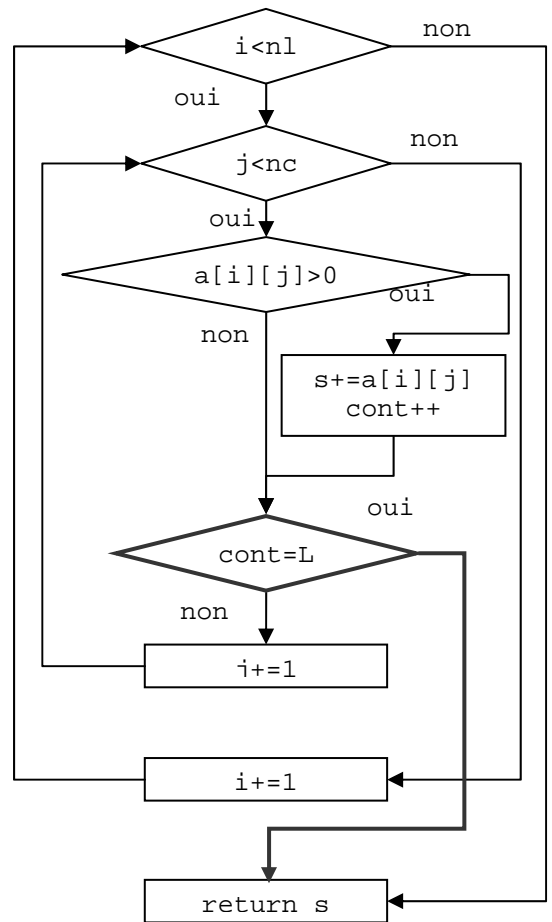 i<nl
non
oui
j<nc
non
oui
a[i][j]>0
oui
non
s+=a[i][j]
cont++
oui
cont=L
non
j+=1
i+=1
return s